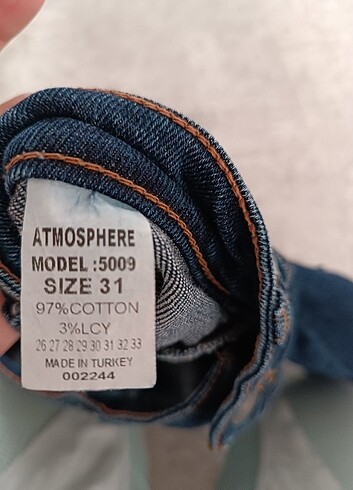 ATMOSPHERE
MODEL :5009
SIZE 31
97%COTTON
3%LCY
26 27 28 29 30 31 32 33
MADE IN TURKEY
002244